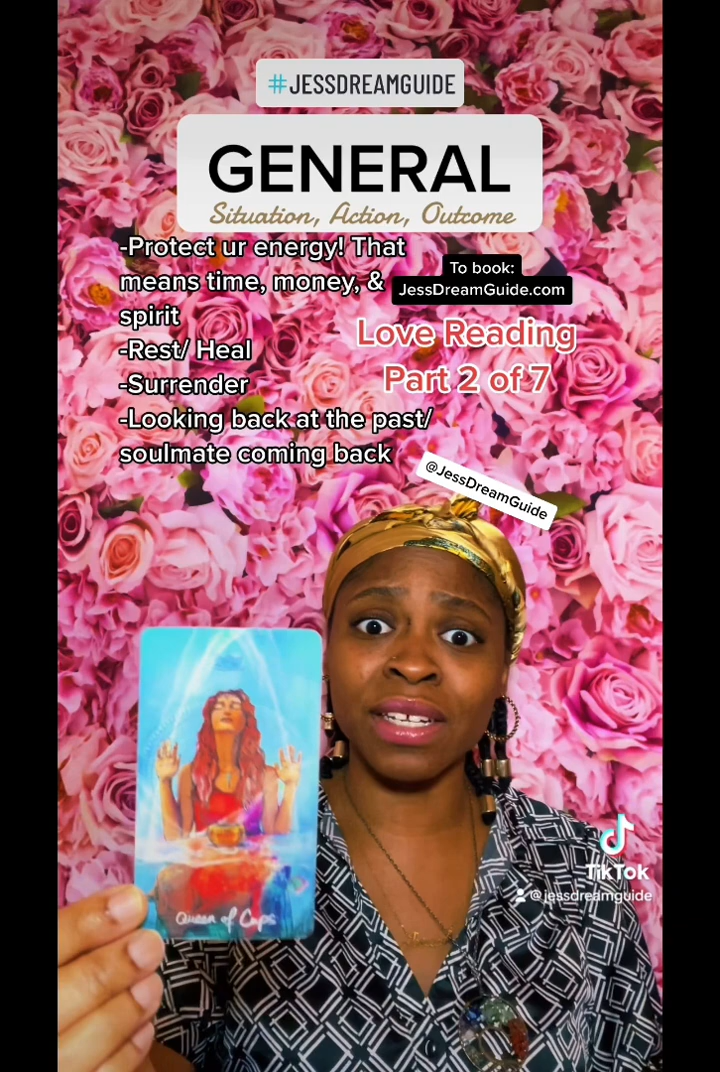 #JESSDREAMGUIDE
GENERAL
Situation, Action, Outcome
-Protect ur energy! That
means time, money, &
spirit
-Rest/ Heal
-Surrender
-Looking back at the past/
soulmate coming back
To book:
JessDreamGuide.com
Love Reading
Part 2 of 7
@JessDreamGuide
Queen of Cups
TikTok
@jessdreamguide